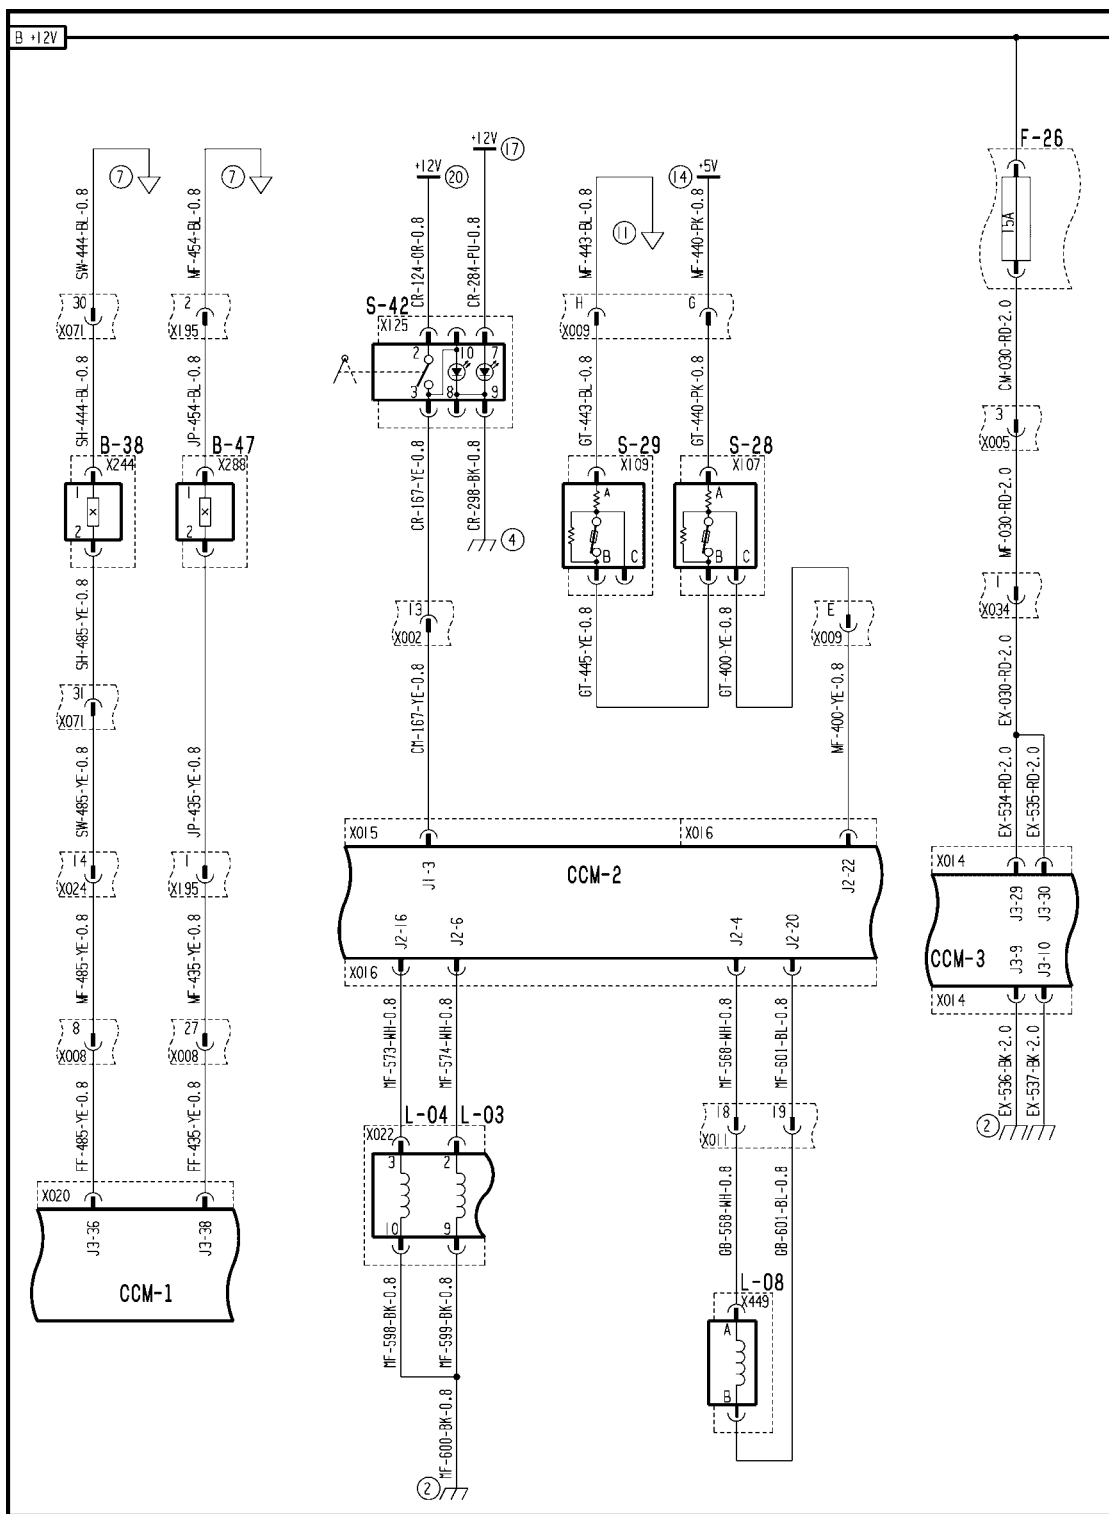 B +12V
F-26
15A
CM-030-RD-2.0
3
X005
MF-030-RD-2.0
1
X034
EX-030-RD-2.0
EX-534-RD-2.0
EX-535-RD-2.0
X014
J3-29
J3-30
CCM-3
J3-9
J3-10
X014
EX-536-BK-2.0
EX-537-BK-2.0
2
7
SW-444-BL-0.8
30
X071
SH-444-BL-0.8
B-38
X244
1
2
SH-485-YE-0.8
31
X071
SW-485-YE-0.8
14
X024
MF-485-YE-0.8
8
X008
FF-485-YE-0.8
7
MF-454-BL-0.8
2
X195
JP-454-BL-0.8
B-47
X288
1
2
JP-435-YE-0.8
1
X195
MF-435-YE-0.8
27
X008
FF-435-YE-0.8
X020
J3-36
J3-38
CCM-1
+12V
17
+12V
20
CR-124-OR-0.8
CR-284-PU-0.8
S-42
X125
2
10
7
3
8
9
CR-167-YE-0.8
CR-298-BK-0.8
4
13
X002
CM-167-YE-0.8
11
MF-443-BL-0.8
14
+5V
MF-440-PK-0.8
H
G
X009
GT-443-BL-0.8
GT-440-PK-0.8
S-29
X109
A
B
C
S-28
X107
A
B
C
GT-445-YE-0.8
GT-400-YE-0.8
E
X009
MF-400-YE-0.8
X015
X016
J1-3
CCM-2
J2-22
J2-16
J2-6
J2-4
J2-20
X016
MF-573-WH-0.8
MF-574-WH-0.8
L-04
L-03
X022
3
2
10
9
MF-598-BK-0.8
MF-599-BK-0.8
MF-600-BK-0.8
2
MF-568-WH-0.8
MF-601-BL-0.8
18
19
X011
GB-568-WH-0.8
GB-601-BL-0.8
L-08
X449
A
B